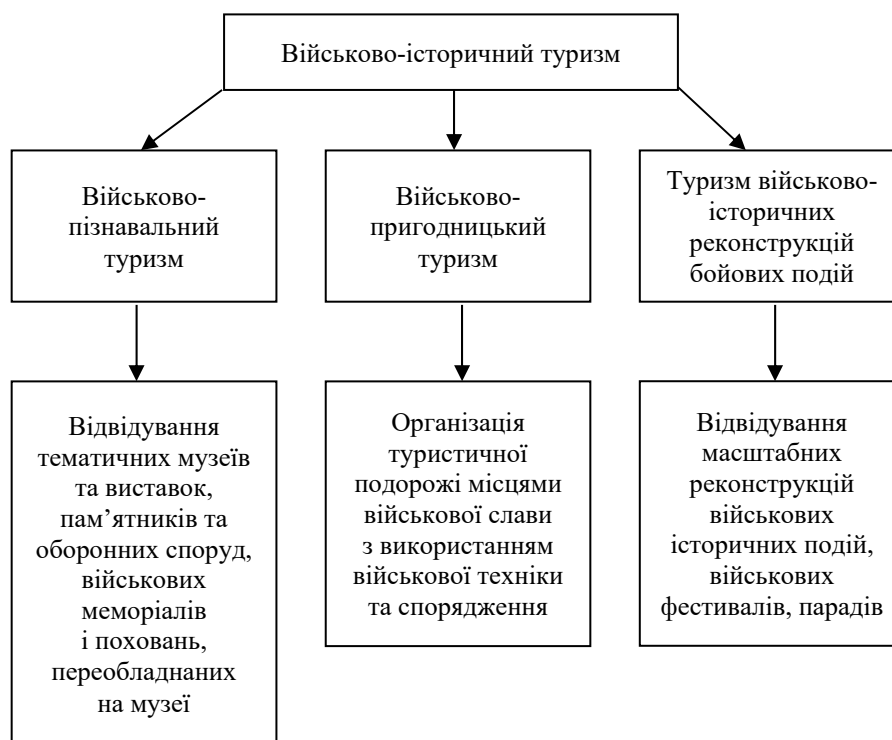 Військово-історичний туризм
Військово-
пізнавальний
туризм
Військово-
пригодницький
туризм
Туризм військово-
історичних
реконструкцій
бойових подій
Відвідування
тематичних музеїв
та виставок,
пам’ятників та
оборонних споруд,
військових
меморіалів
і поховань,
переобладнаних
на музеї
Організація
туристичної
подорожі місцями
військової слави
з використанням
військової техніки
та спорядження
Відвідування
масштабних
реконструкцій
військових
історичних подій,
військових
фестивалів, парадів